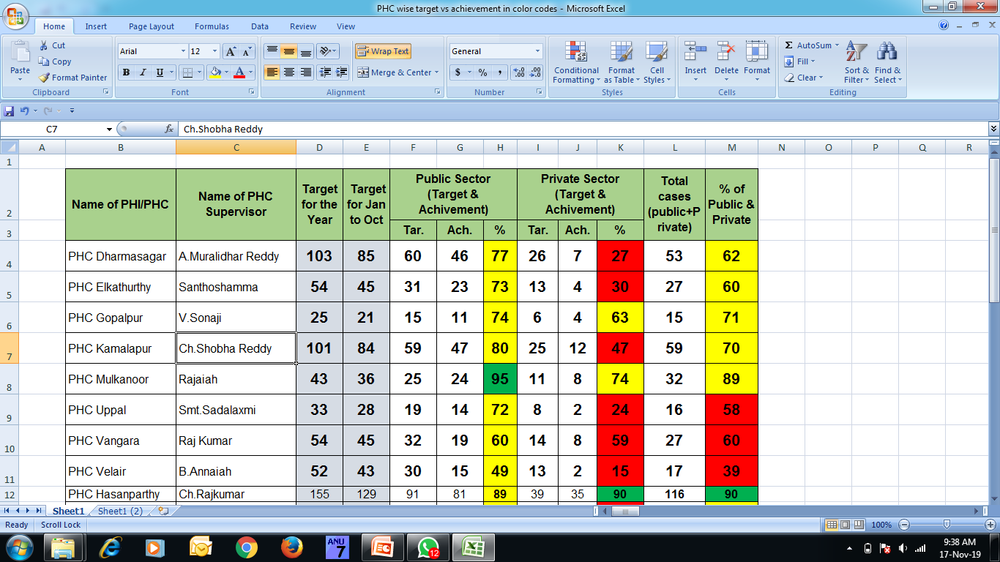 PHC wise target vs achievement in color codes - Microsoft Excel
Home Insert Page Layout Formulas Data Review View
Paste
Cut
Copy
Format Painter
Clipboard
Arial 12
B I U
Font
Wrap Text
Merge & Center
Alignment
General
$ % ,
Number
Conditional Formatting
Format as Table
Cell Styles
Styles
Insert Delete Format
Cells
Σ AutoSum
Fill
Clear
Sort & Filter
Find & Select
Editing
C7 fx Ch.Shobha Reddy
A B C D E F G H I J K L M N O P Q R
1
2
3
Name of PHI/PHC
Name of PHC
Supervisor
Target
for the
Year
Target
for Jan
to Oct
Public Sector
(Target &
Achivement)
Private Sector
(Target &
Achivement)
Total
cases
(public+P
rivate)
% of
Public &
Private
Tar. Ach. % Tar. Ach. %
4 PHC Dharmasagar A.Muralidhar Reddy 103 85 60 46 77 26 7 27 53 62
5 PHC Elkathurthy Santhoshamma 54 45 31 23 73 13 4 30 27 60
6 PHC Gopalpur V.Sonaji 25 21 15 11 74 6 4 63 15 71
7 PHC Kamalapur Ch.Shobha Reddy 101 84 59 47 80 25 12 47 59 70
8 PHC Mulkanoor Rajaiah 43 36 25 24 95 11 8 74 32 89
9 PHC Uppal Smt.Sadalaxmi 33 28 19 14 72 8 2 24 16 58
10 PHC Vangara Raj Kumar 54 45 32 19 60 14 8 59 27 60
11 PHC Velair B.Annaiah 52 43 30 15 49 13 2 15 17 39
12 PHC Hasanparthy Ch.Rajkumar 155 129 91 81 89 39 35 90 116 90
Sheet1 Sheet1 (2)
Ready Scroll Lock 100%
ANU
7
12
9:38 AM
17-Nov-19